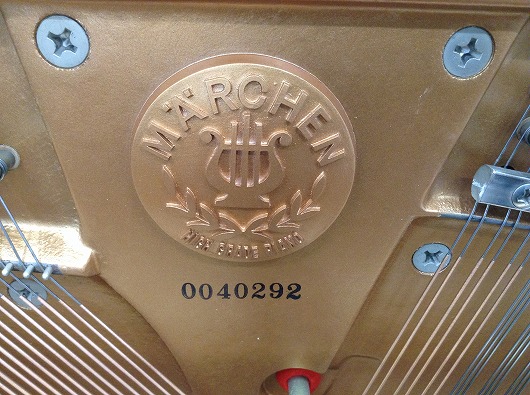 MÄRCHEN
HIGH GRADE PIANO
0040292